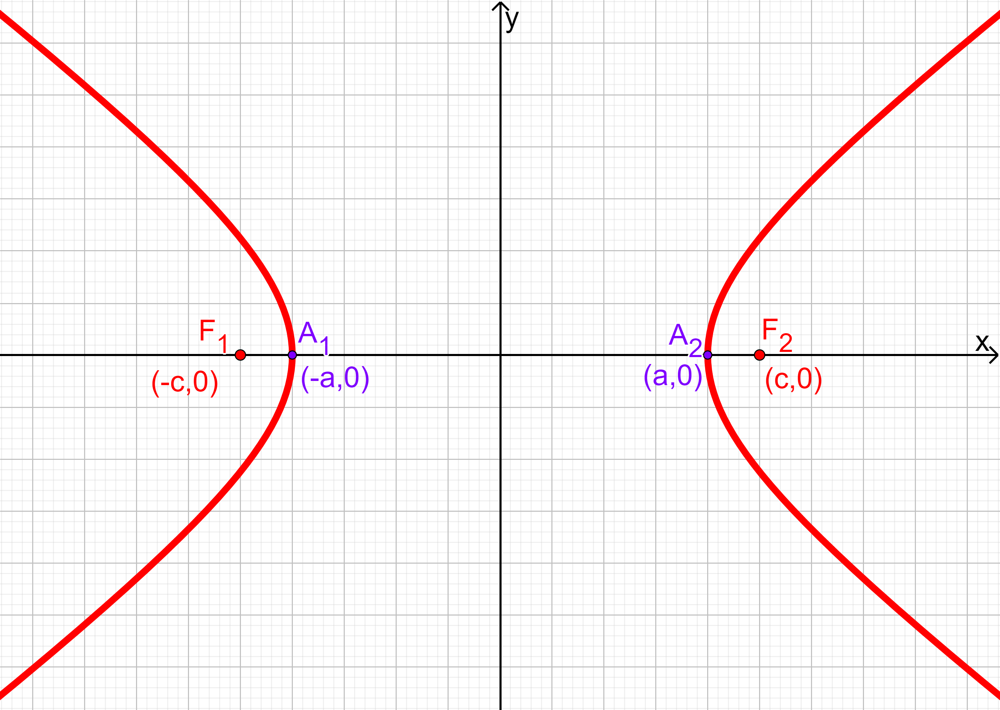 y
F1
A1
A2
F2
x
(-c,0)
(-a,0)
(a,0)
(c,0)